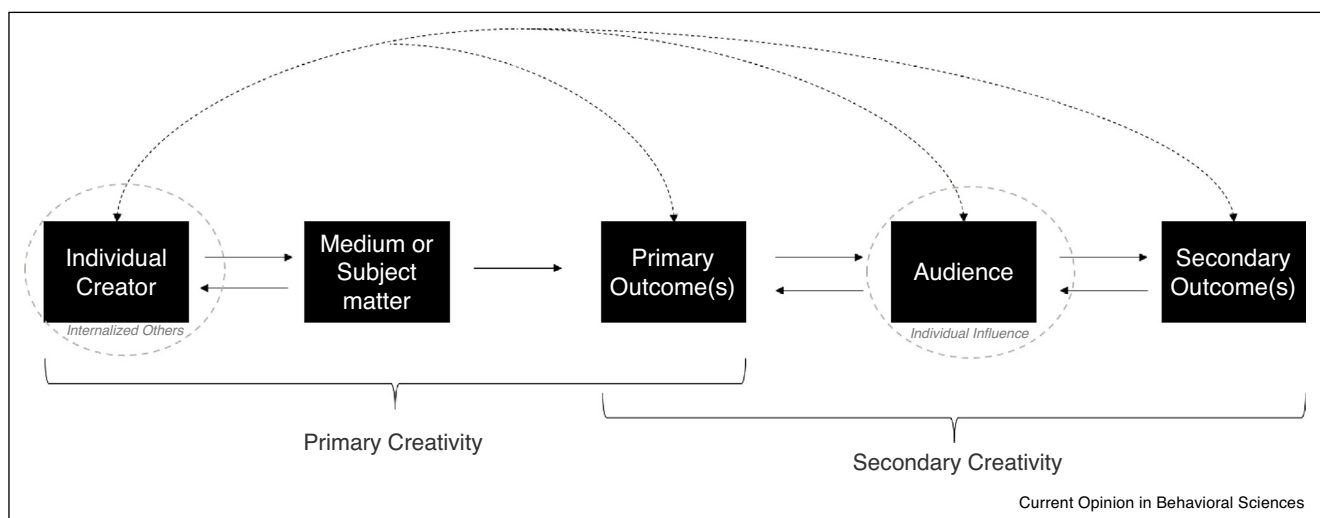 Individual
Creator
Internalized Others
Medium or
Subject
matter
Primary
Outcome(s)
Audience
Individual Influence
Secondary
Outcome(s)
Primary Creativity
Secondary Creativity
Current Opinion in Behavioral Sciences